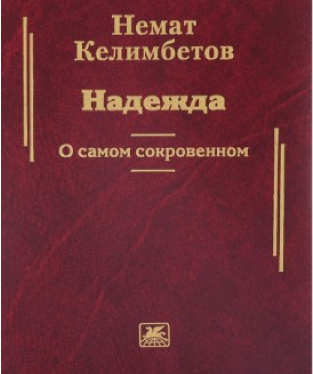 Немат
Келимбетов
Надежда
О самом сокровенном